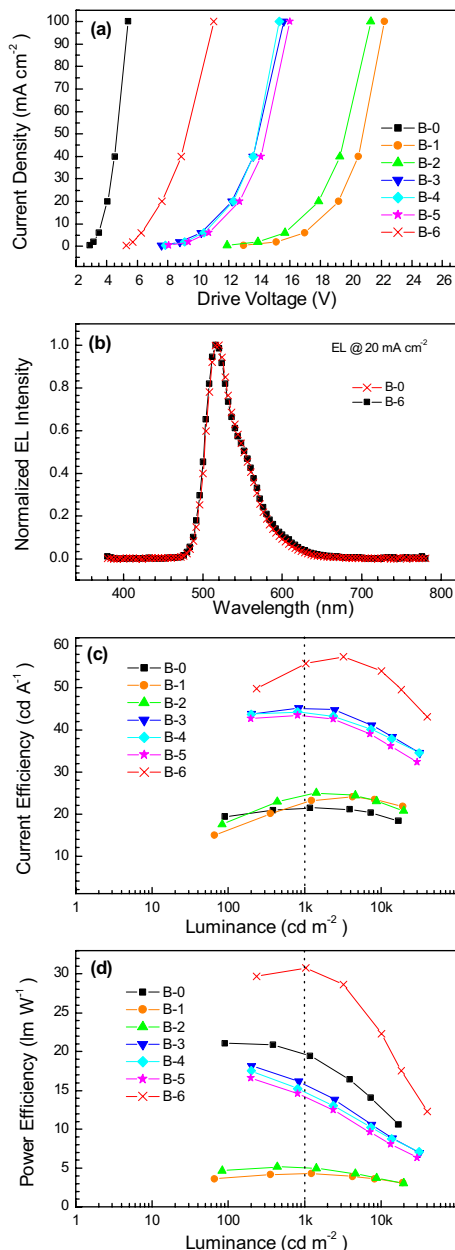 (a)
Current Density (mA cm⁻²)
100
80
60
40
20
0
B-0
B-1
B-2
B-3
B-4
B-5
B-6
2 4 6 8 10 12 14 16 18 20 22 24 26
Drive Voltage (V)
(b)
EL @ 20 mA cm⁻²
Normalized EL Intensity
1.0
0.8
0.6
0.4
0.2
0.0
B-0
B-6
400 500 600 700 800
Wavelength (nm)
(c)
Current Efficiency (cd A⁻¹)
60
50
40
30
20
10
B-0
B-1
B-2
B-3
B-4
B-5
B-6
1 10 100 1k 10k
Luminance (cd m⁻²)
(d)
Power Efficiency (lm W⁻¹)
30
25
20
15
10
5
0
B-0
B-1
B-2
B-3
B-4
B-5
B-6
1 10 100 1k 10k
Luminance (cd m⁻²)